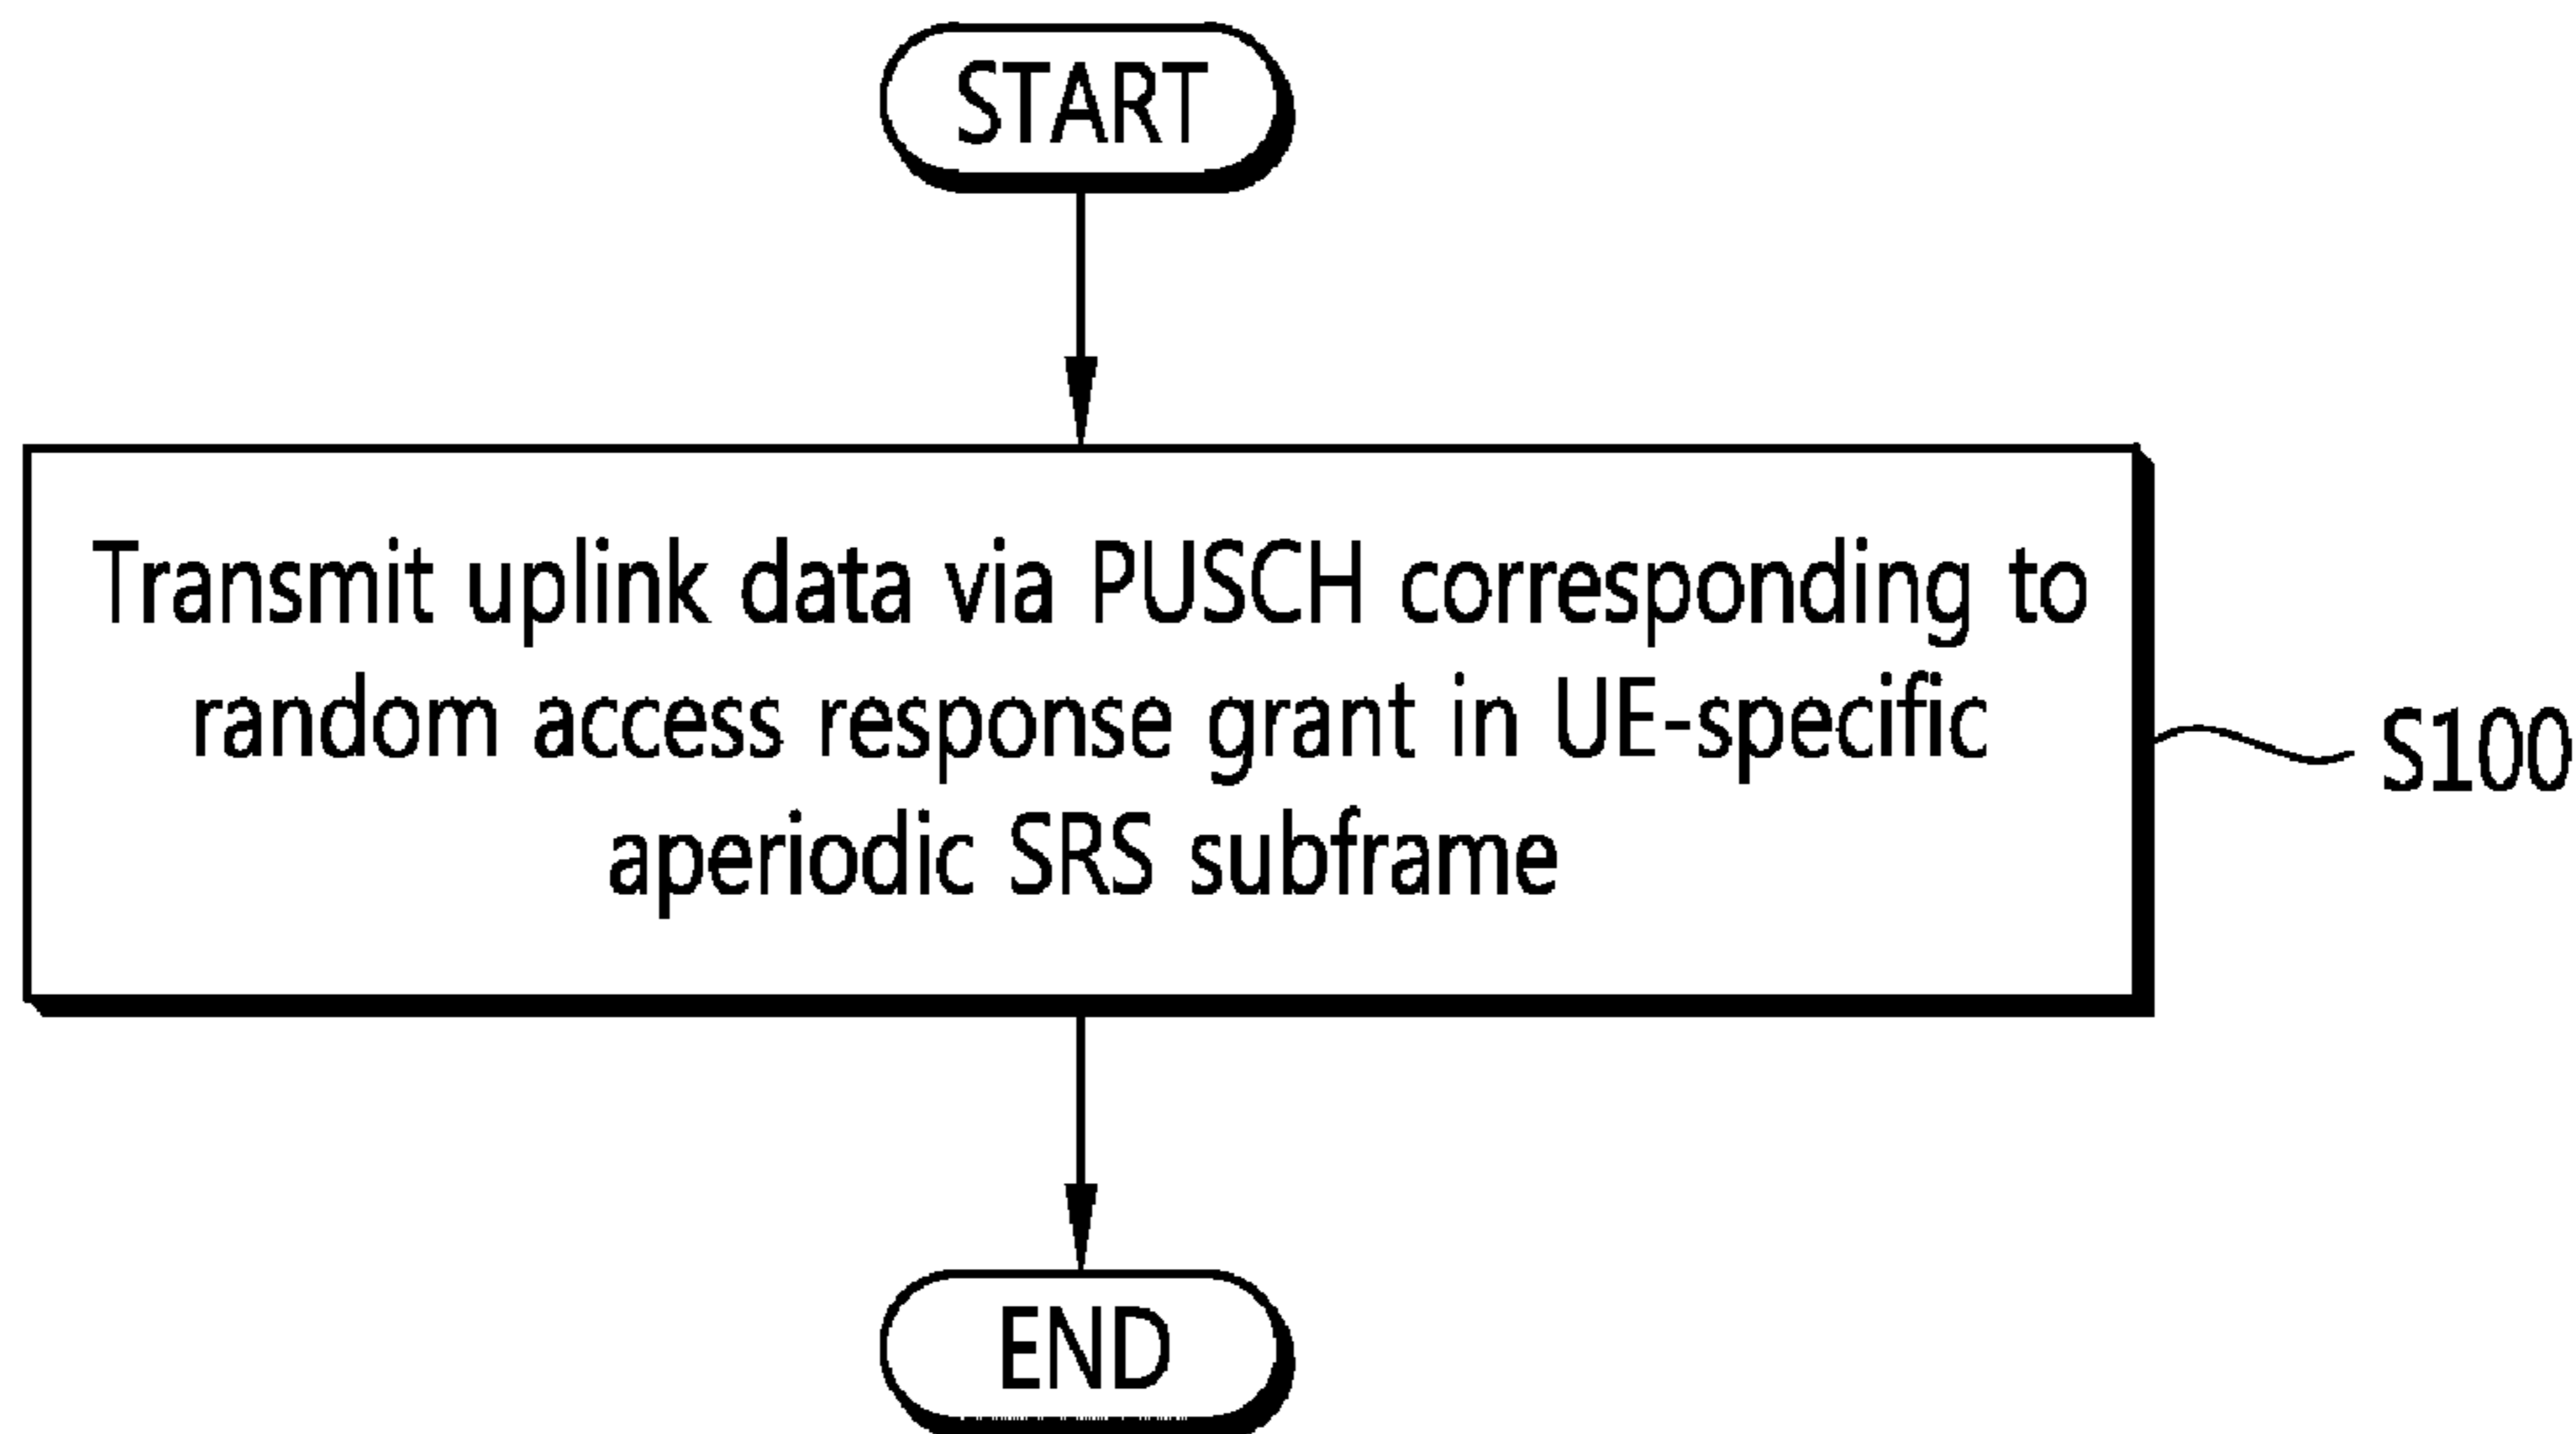 START
Transmit uplink data via PUSCH corresponding to
random access response grant in UE-specific
aperiodic SRS subframe
S100
END